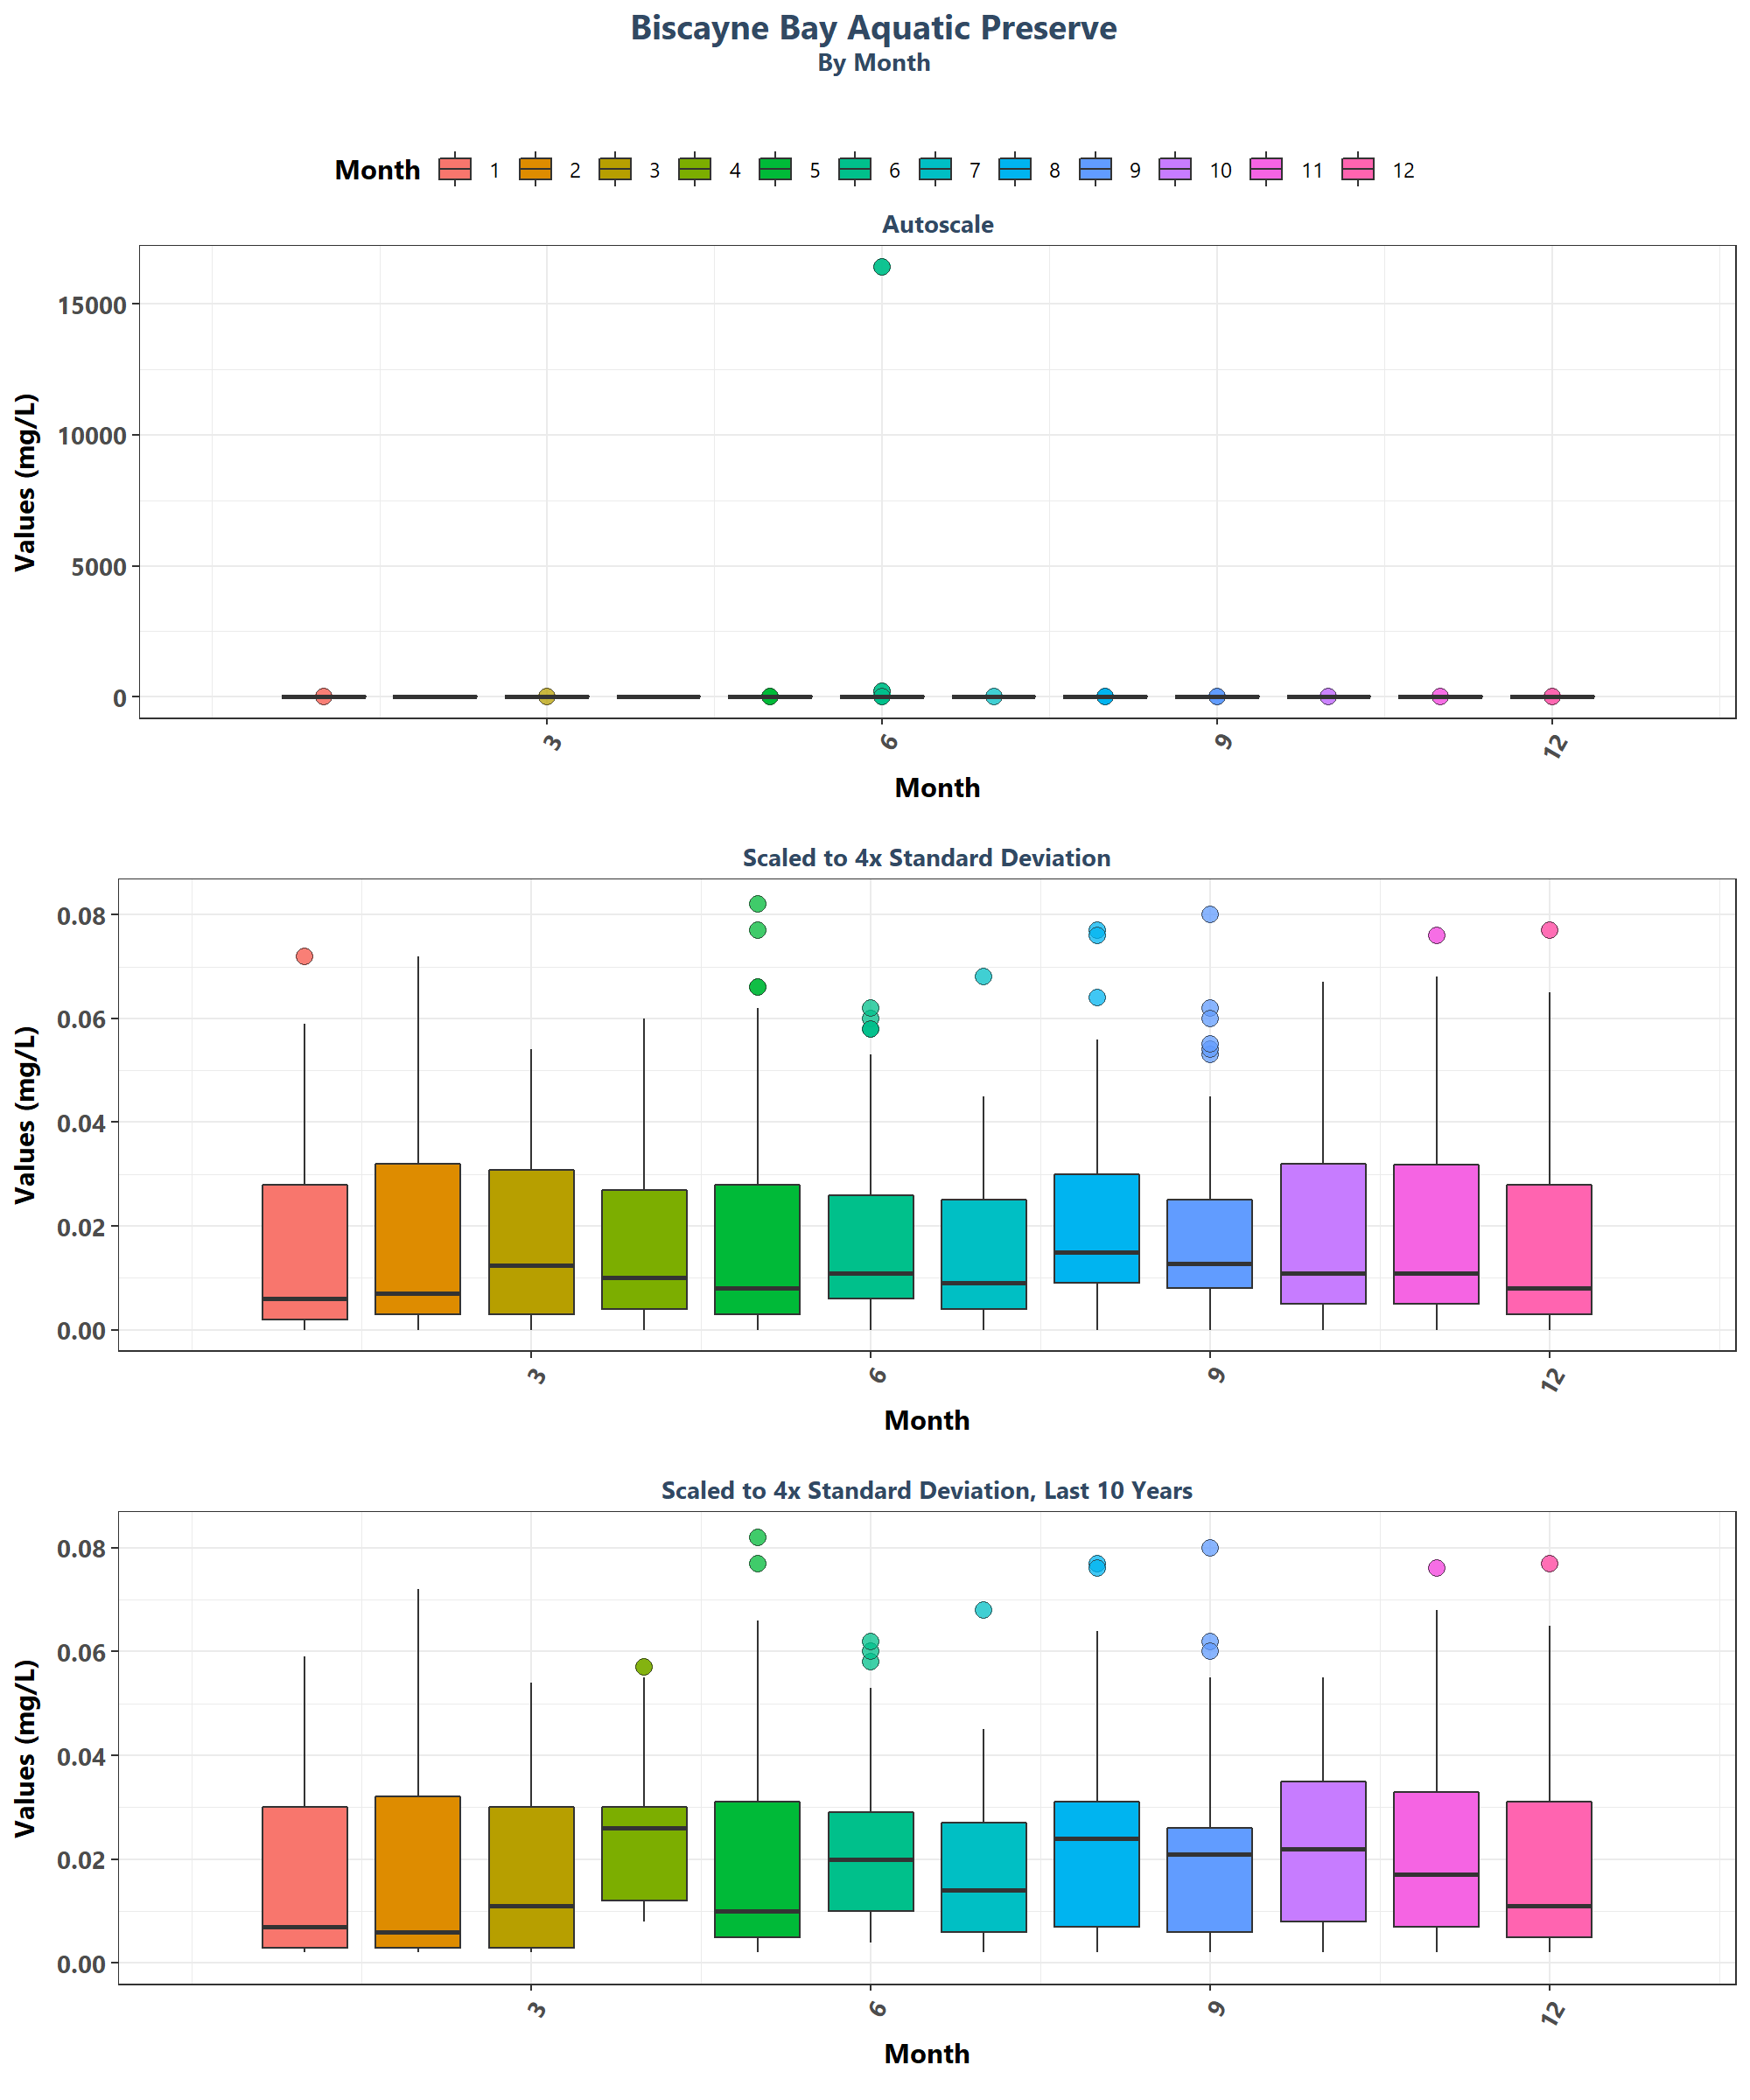 Biscayne Bay Aquatic Preserve
By Month
Month 1 2 3 4 5 6 7 8 9 10 11 12
Autoscale
Values (mg/L)
15000
10000
5000
0
3 6 9 12
Month
Scaled to 4x Standard Deviation
Values (mg/L)
0.08
0.06
0.04
0.02
0.00
3 6 9 12
Month
Scaled to 4x Standard Deviation, Last 10 Years
Values (mg/L)
0.08
0.06
0.04
0.02
0.00
3 6 9 12
Month